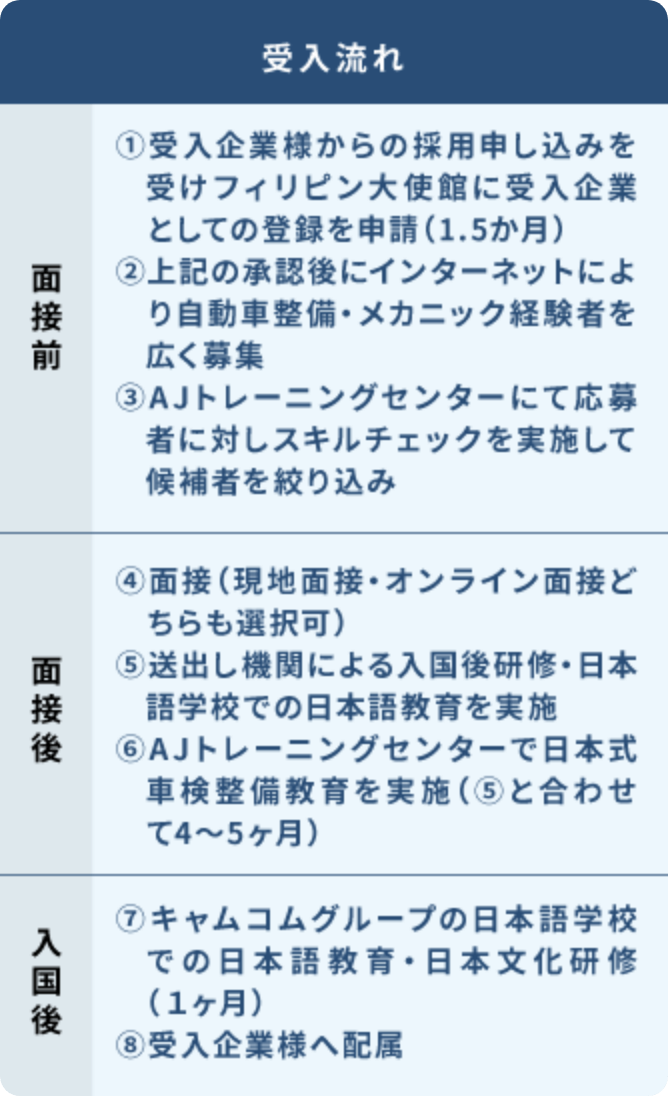 受入流れ
面接前
①受入企業様からの採用申し込みを
受けフィリピン大使館に受入企業
としての登録を申請(1.5か月)
②上記の承認後にインターネットによ
り自動車整備・メカニック経験者を
広く募集
③AJトレーニングセンターにて応募
者に対しスキルチェックを実施して
候補者を絞り込み
面接後
④面接(現地面接・オンライン面接ど
ちらも選択可)
⑤送出し機関による入国後研修・日本
語学校での日本語教育を実施
⑥AJトレーニングセンターで日本式
車検整備教育を実施(⑤と合わせ
て4〜5ヶ月)
入国後
⑦キャムコムグループの日本語学校
での日本語教育・日本文化研修
(1ヶ月)
⑧受入企業様へ配属